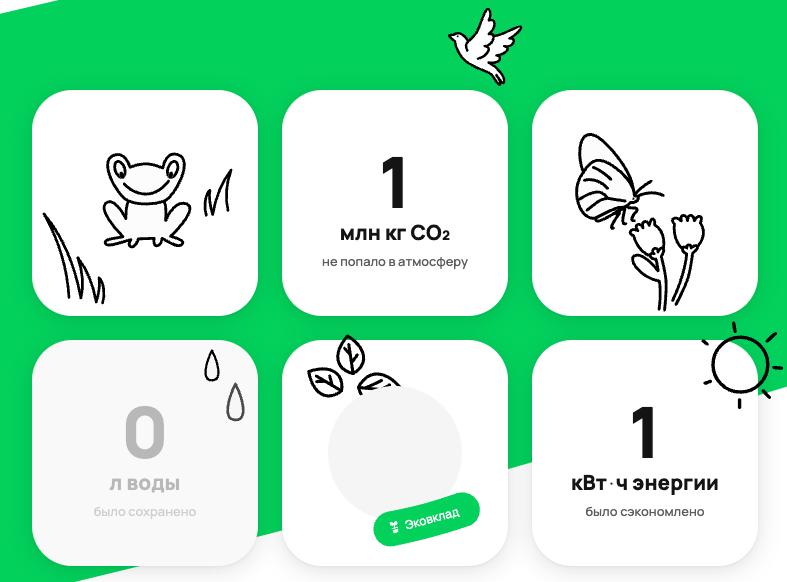 1
млн кг CO₂
не попало в атмосферу
0
л воды
было сохранено
Эковклад
1
кВт·ч энергии
было сэкономлено